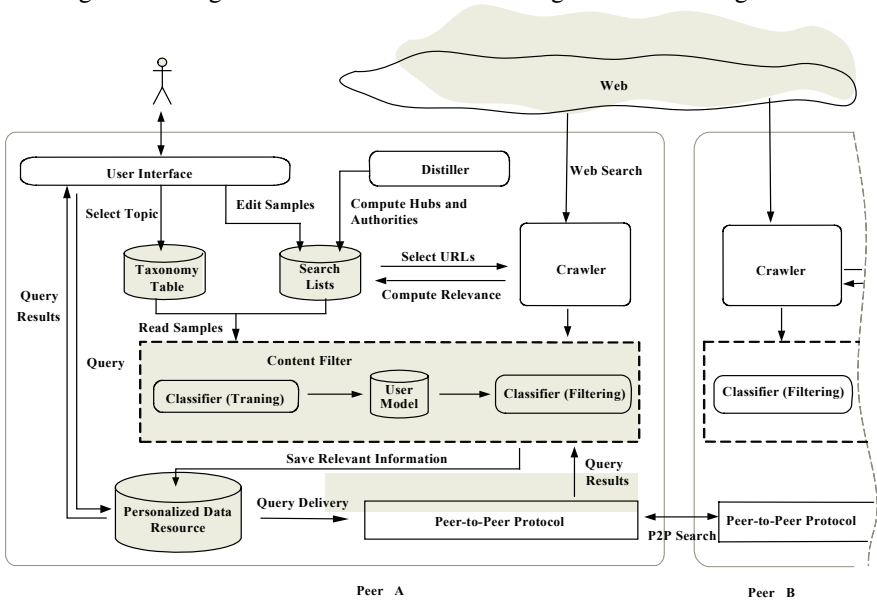 Web
User Interface
Distiller
Web Search
Select Topic
Edit Samples
Compute Hubs and
Authorities
Taxonomy
Table
Search
Lists
Select URLs
Compute Relevance
Crawler
Crawler
Query
Results
Read Samples
Query
Content Filter
Classifier (Traning)
User
Model
Classifier (Filtering)
Classifier (Filtering)
Save Relevant Information
Query
Results
Personalized Data
Resource
Query Delivery
Peer-to-Peer Protocol
P2P Search
Peer-to-Peer Protocol
Peer A
Peer B